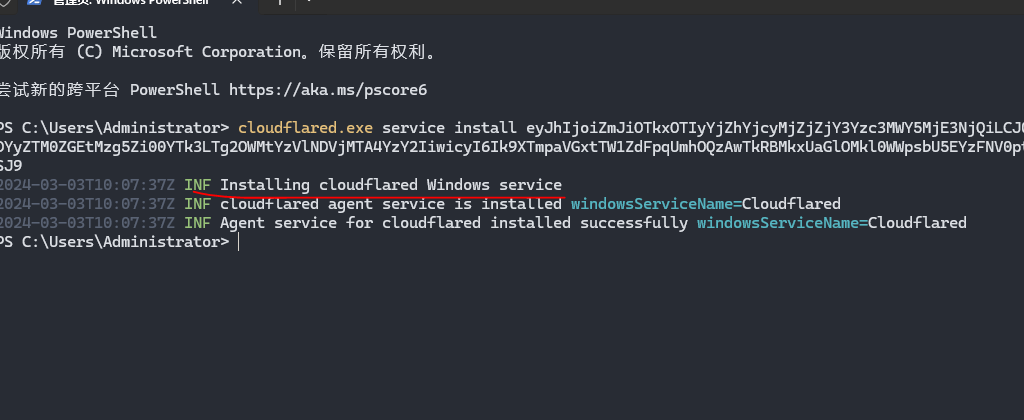 管理员: Windows PowerShell
Windows PowerShell
版权所有 (C) Microsoft Corporation。保留所有权利。
尝试新的跨平台 PowerShell https://aka.ms/pscore6
PS C:\Users\Administrator> cloudflared.exe service install
SJ9
2024-03-03T10:07:37Z INF Installing cloudflared Windows service
2024-03-03T10:07:37Z INF cloudflared agent service is installed windowsServiceName=Cloudflared
2024-03-03T10:07:37Z INF Agent service for cloudflared installed successfully windowsServiceName=Cloudflared
PS C:\Users\Administrator>